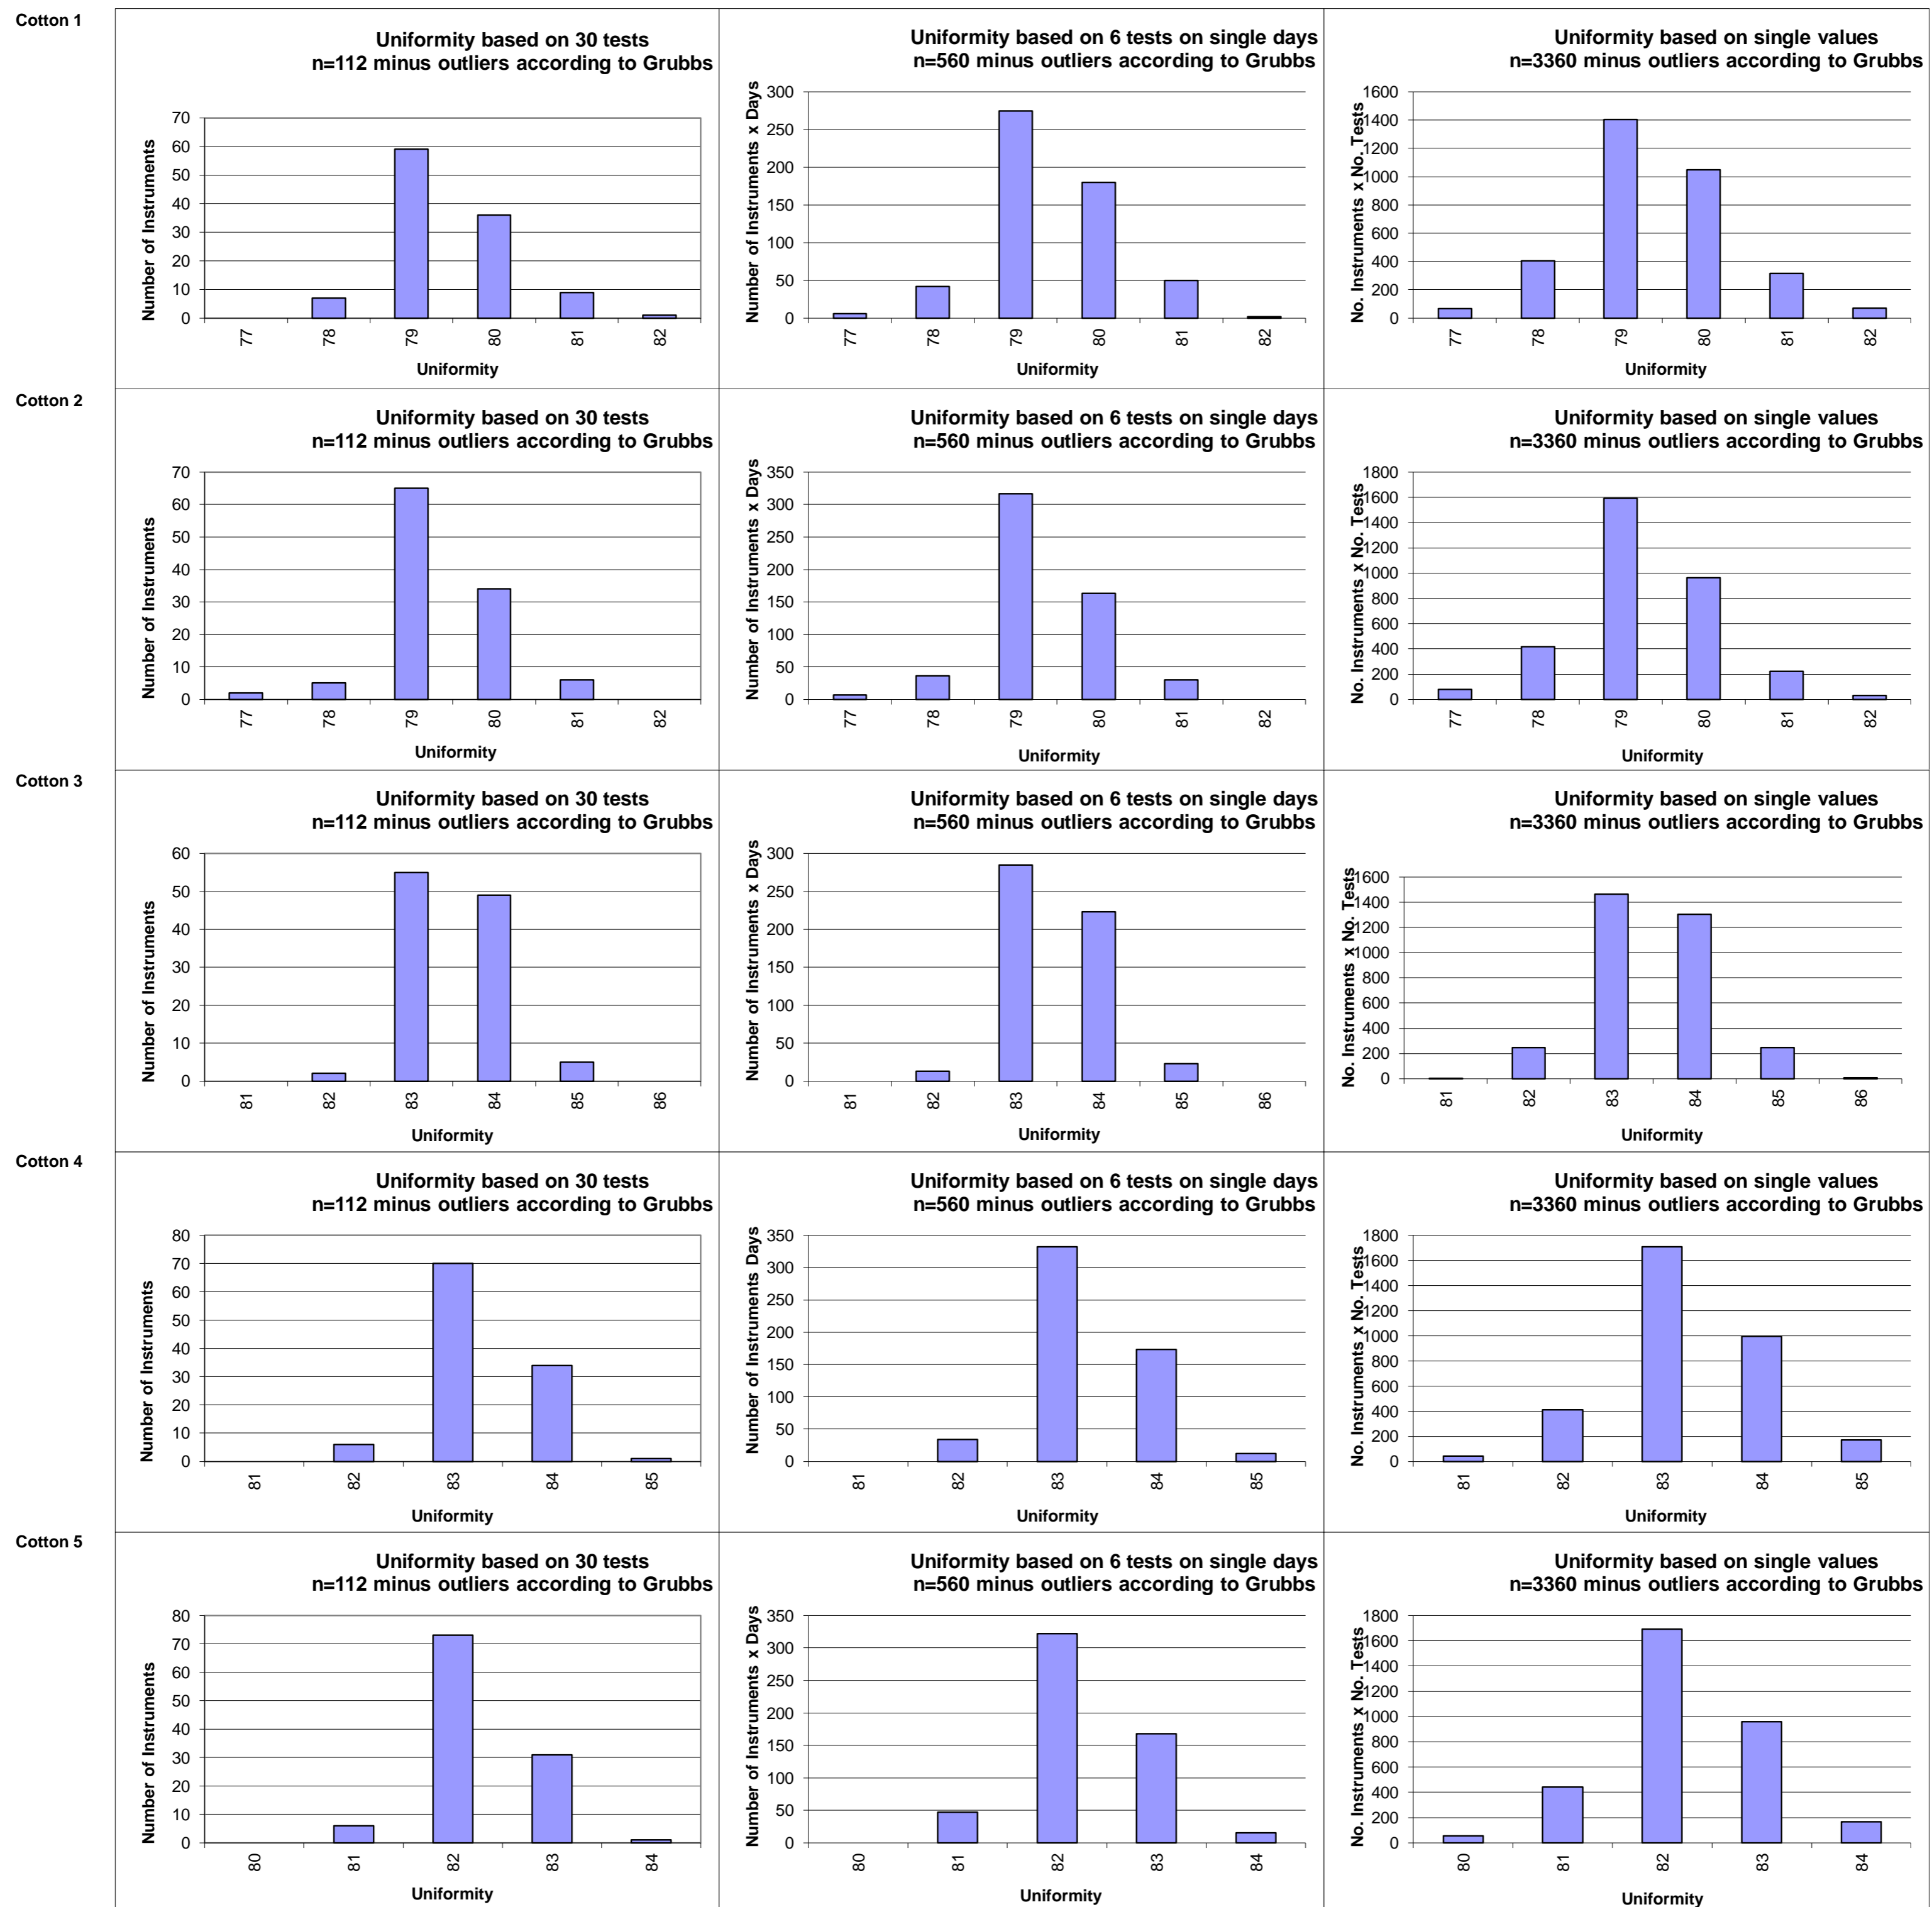 Cotton 1
Uniformity based on 30 tests
n=112 minus outliers according to Grubbs
Number of Instruments
70
60
50
40
30
20
10
0
77 78 79 80 81 82
Uniformity
Uniformity based on 6 tests on single days
n=560 minus outliers according to Grubbs
Number of Instruments x Days
300
250
200
150
100
50
0
77 78 79 80 81 82
Uniformity
Uniformity based on single values
n=3360 minus outliers according to Grubbs
No. Instruments x No. Tests
1600
1400
1200
1000
800
600
400
200
0
77 78 79 80 81 82
Uniformity
Cotton 2
Uniformity based on 30 tests
n=112 minus outliers according to Grubbs
Number of Instruments
70
60
50
40
30
20
10
0
77 78 79 80 81 82
Uniformity
Uniformity based on 6 tests on single days
n=560 minus outliers according to Grubbs
Number of Instruments x Days
350
300
250
200
150
100
50
0
77 78 79 80 81 82
Uniformity
Uniformity based on single values
n=3360 minus outliers according to Grubbs
No. Instruments x No. Tests
1800
1600
1400
1200
1000
800
600
400
200
0
77 78 79 80 81 82
Uniformity
Cotton 3
Uniformity based on 30 tests
n=112 minus outliers according to Grubbs
Number of Instruments
60
50
40
30
20
10
0
81 82 83 84 85 86
Uniformity
Uniformity based on 6 tests on single days
n=560 minus outliers according to Grubbs
Number of Instruments x Days
300
250
200
150
100
50
0
81 82 83 84 85 86
Uniformity
Uniformity based on single values
n=3360 minus outliers according to Grubbs
No. Instruments x No. Tests
1600
1400
1200
1000
800
600
400
200
0
81 82 83 84 85 86
Uniformity
Cotton 4
Uniformity based on 30 tests
n=112 minus outliers according to Grubbs
Number of Instruments
80
70
60
50
40
30
20
10
0
81 82 83 84 85
Uniformity
Uniformity based on 6 tests on single days
n=560 minus outliers according to Grubbs
Number of Instruments Days
350
300
250
200
150
100
50
0
81 82 83 84 85
Uniformity
Uniformity based on single values
n=3360 minus outliers according to Grubbs
No. Instruments x No. Tests
1800
1600
1400
1200
1000
800
600
400
200
0
81 82 83 84 85
Uniformity
Cotton 5
Uniformity based on 30 tests
n=112 minus outliers according to Grubbs
Number of Instruments
80
70
60
50
40
30
20
10
0
80 81 82 83 84
Uniformity
Uniformity based on 6 tests on single days
n=560 minus outliers according to Grubbs
Number of Instruments x Days
350
300
250
200
150
100
50
0
80 81 82 83 84
Uniformity
Uniformity based on single values
n=3360 minus outliers according to Grubbs
No. Instruments x No. Tests
1800
1600
1400
1200
1000
800
600
400
200
0
80 81 82 83 84
Uniformity